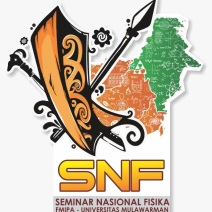 SNF
SEMINAR NASIONAL FISIKA
FMIPA - UNIVERSITAS MULAWARMAN